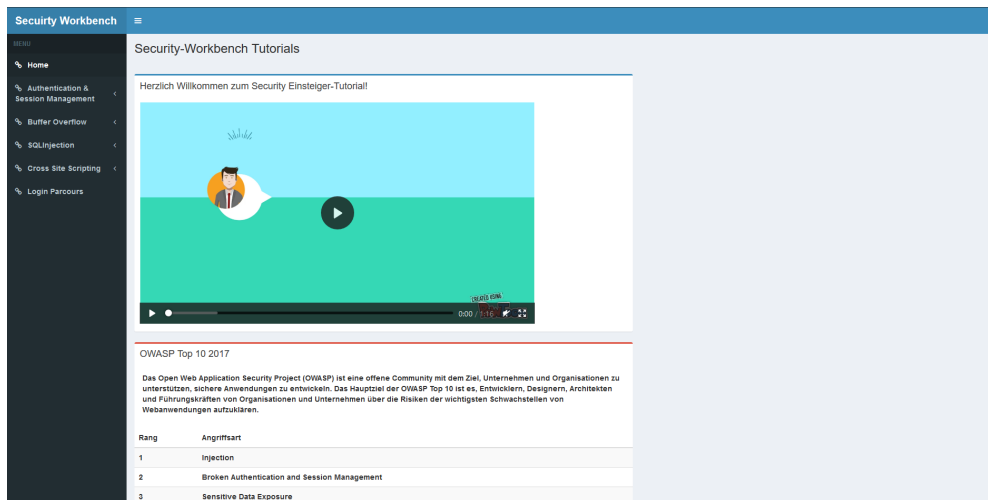 Secuirty Workbench
MENU
Home
Authentication &
Session Management
Buffer Overflow
SQLInjection
Cross Site Scripting
Login Parcours
Security-Workbench Tutorials
Herzlich Willkommen zum Security Einsteiger-Tutorial!
CREATED USING
0:00 / 1:16
OWASP Top 10 2017
Das Open Web Application Security Project (OWASP) ist eine offene Community mit dem Ziel, Unternehmen und Organisationen zu
unterstützen, sichere Anwendungen zu entwickeln. Das Hauptziel der OWASP Top 10 ist es, Entwicklern, Designern, Architekten
und Führungskräften von Organisationen und Unternehmen über die Risiken der wichtigsten Schwachstellen von
Webanwendungen aufzuklären.
Rang Angriffsart
1 Injection
2 Broken Authentication and Session Management
3 Sensitive Data Exposure